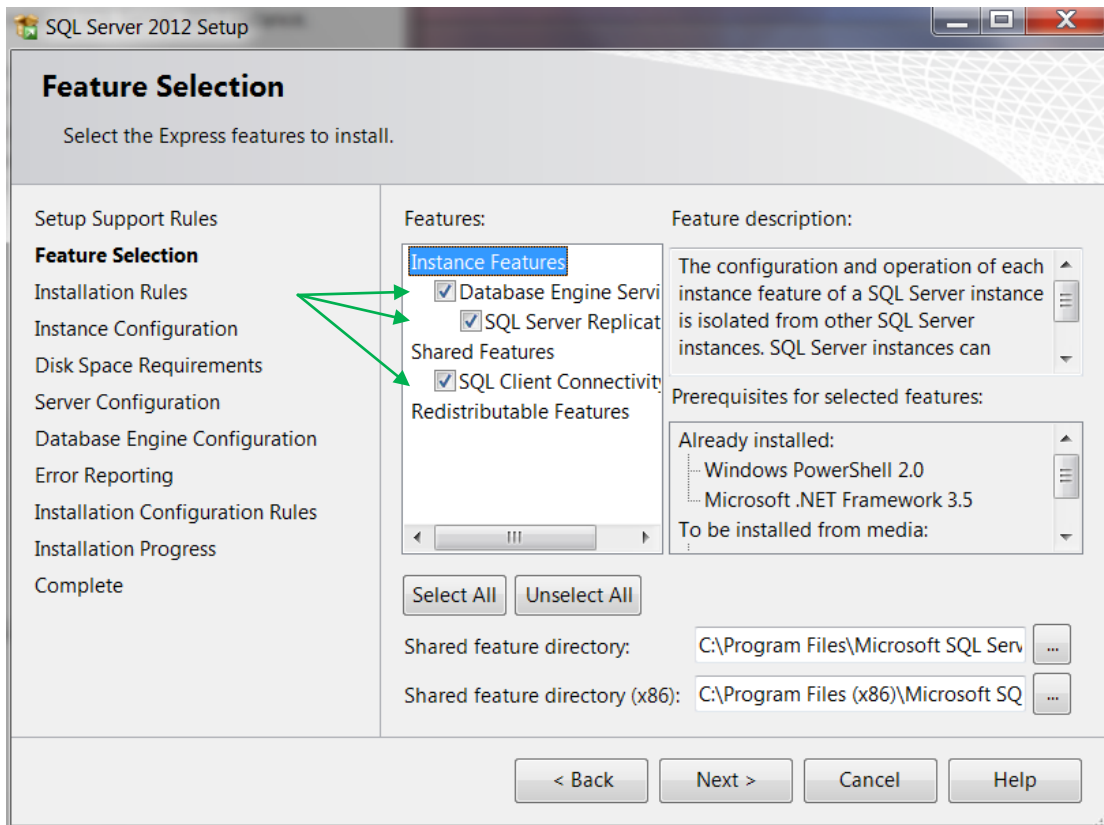 SQL Server 2012 Setup
Feature Selection
Select the Express features to install.
Setup Support Rules
Feature Selection
Installation Rules
Instance Configuration
Disk Space Requirements
Server Configuration
Database Engine Configuration
Error Reporting
Installation Configuration Rules
Installation Progress
Complete
Features:
Instance Features
Database Engine Servi
SQL Server Replicat
Shared Features
SQL Client Connectivity
Redistributable Features
Feature description:
The configuration and operation of each
instance feature of a SQL Server instance
is isolated from other SQL Server
instances. SQL Server instances can
Prerequisites for selected features:
Already installed:
Windows PowerShell 2.0
Microsoft .NET Framework 3.5
To be installed from media:
Select All
Unselect All
Shared feature directory:
C:\Program Files\Microsoft SQL Serv
...
Shared feature directory (x86):
C:\Program Files (x86)\Microsoft SQ
...
< Back
Next >
Cancel
Help